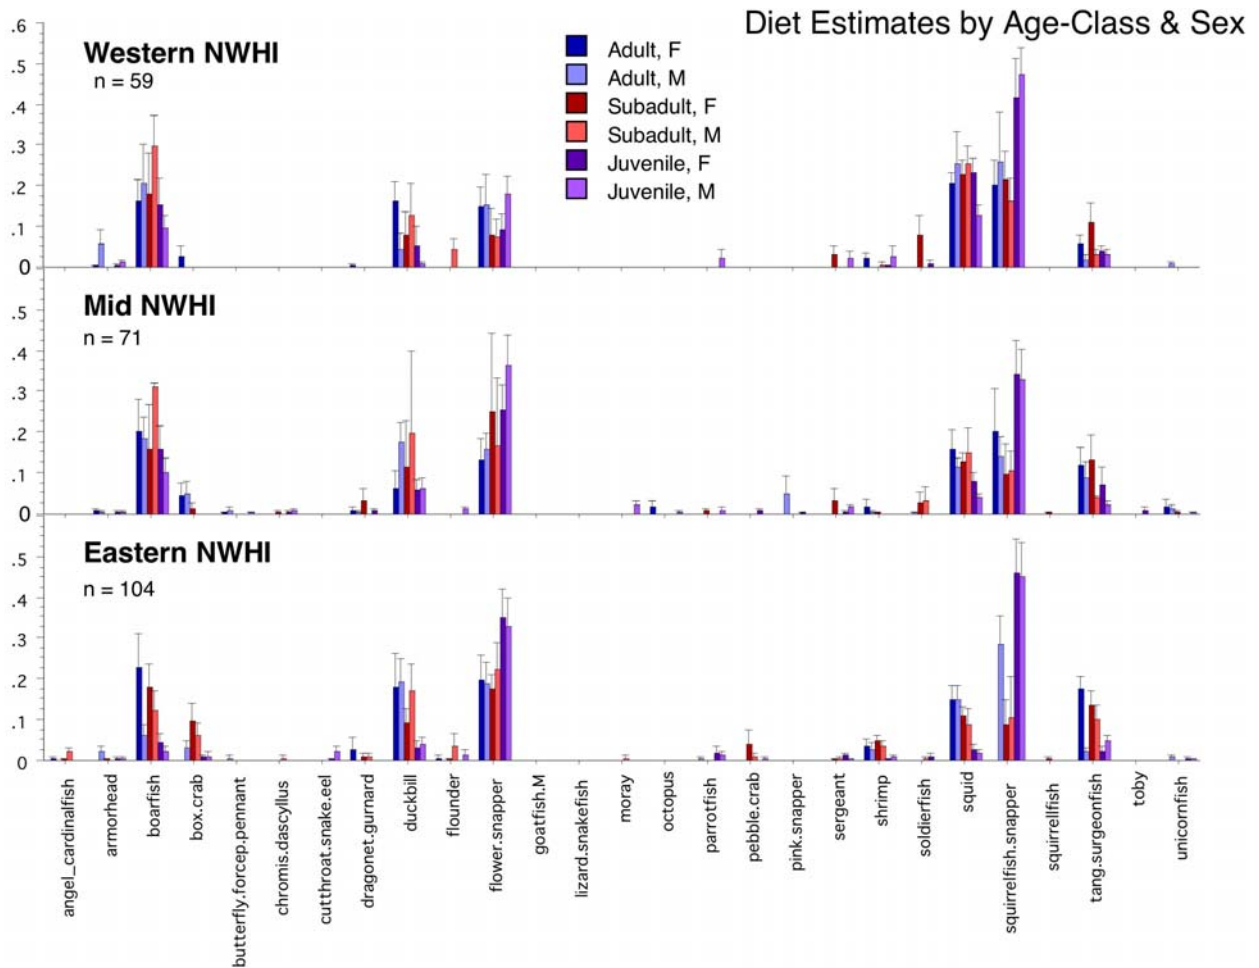 Diet Estimates by Age-Class & Sex
Western NWHI
n = 59
Adult, F
Adult, M
Subadult, F
Subadult, M
Juvenile, F
Juvenile, M
.6
.5
.4
.3
.2
.1
0
Mid NWHI
n = 71
.5
.4
.3
.2
.1
0
Eastern NWHI
n = 104
.5
.4
.3
.2
.1
0
angel_cardinalfish
armorhead
boarfish
box.crab
butterfly.forcep.pennant
chromis.dascyllus
cutthroat.snake.eel
dragonet.gurnard
duckbill
flounder
flower.snapper
goatfish.M
lizard.snakefish
moray
octopus
parrotfish
pebble.crab
pink.snapper
sergeant
shrimp
soldierfish
squid
squirrelfish.snapper
squirrellfish
tang.surgeonfish
toby
unicornfish